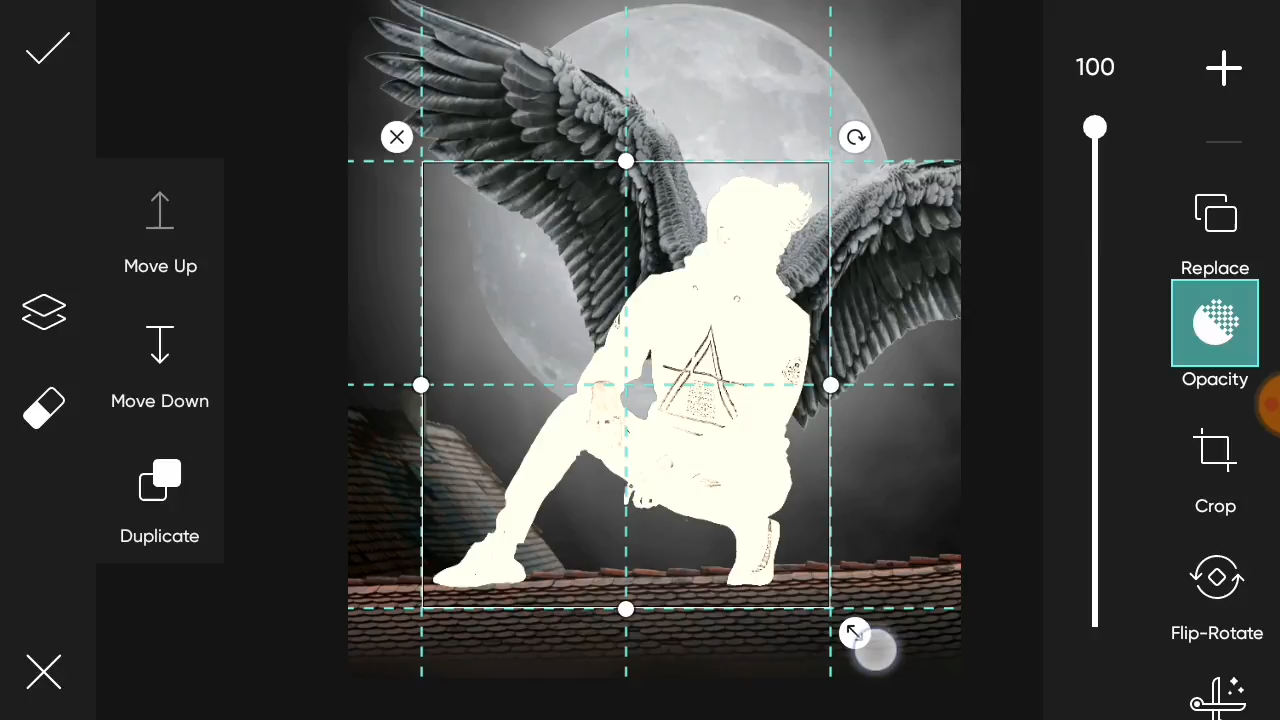 100
Replace
Move Up
Opacity
Move Down
Crop
Duplicate
Flip-Rotate